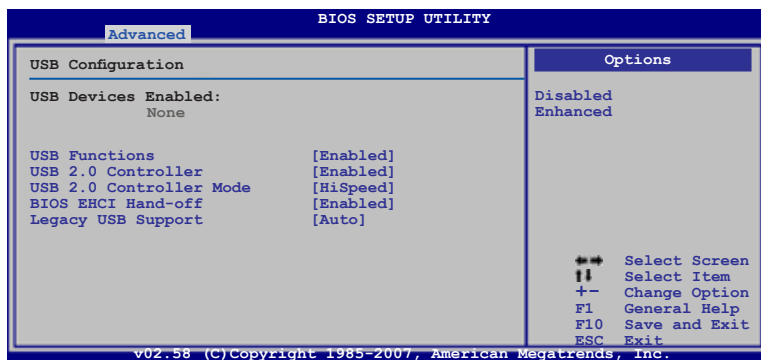 BIOS SETUP UTILITY
Advanced
USB Configuration
USB Devices Enabled:
None
USB Functions [Enabled]
USB 2.0 Controller [Enabled]
USB 2.0 Controller Mode [HiSpeed]
BIOS EHCI Hand-off [Enabled]
Legacy USB Support [Auto]
Options
Disabled
Enhanced
Select Screen
Select Item
+- Change Option
F1 General Help
F10 Save and Exit
ESC Exit
v02.58 (C)Copyright 1985-2007, American Megatrends, Inc.